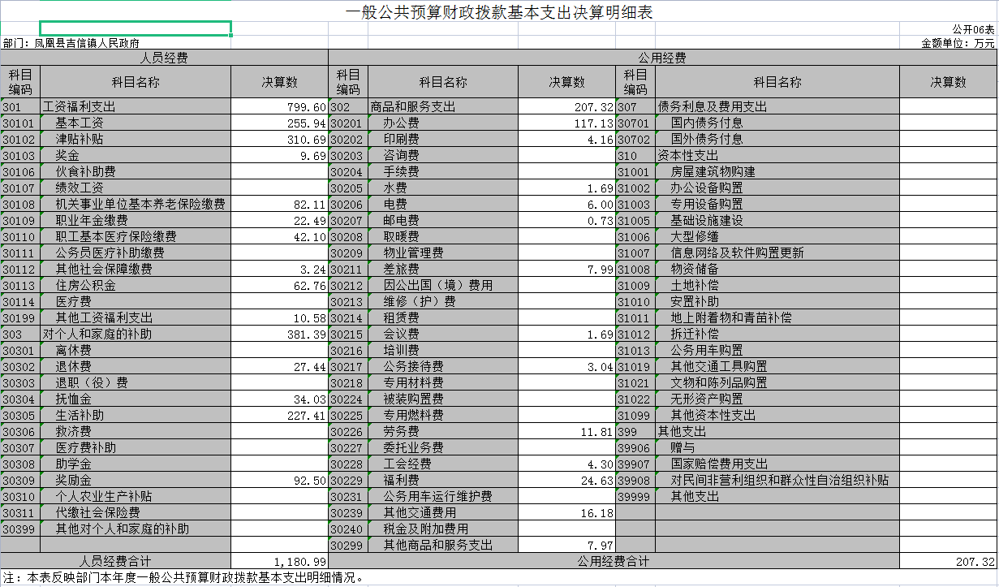 一般公共预算财政拨款基本支出决算明细表
公开06表
部门：凤凰县吉信镇人民政府 金额单位：万元
人员经费 公用经费
科目编码 科目名称 决算数 科目编码 科目名称 决算数 科目编码 科目名称 决算数
301 工资福利支出 799.60 302 商品和服务支出 207.32 307 债务利息及费用支出
30101 基本工资 255.94 30201 办公费 117.13 30701 国内债务付息
30102 津贴补贴 310.69 30202 印刷费 4.16 30702 国外债务付息
30103 奖金 9.69 30203 咨询费 310 资本性支出
30106 伙食补助费 30204 手续费 31001 房屋建筑物购建
30107 绩效工资 30205 水费 1.69 31002 办公设备购置
30108 机关事业单位基本养老保险缴费 82.11 30206 电费 6.00 31003 专用设备购置
30109 职业年金缴费 22.49 30207 邮电费 0.73 31005 基础设施建设
30110 职工基本医疗保险缴费 42.10 30208 取暖费 31006 大型修缮
30111 公务员医疗补助缴费 30209 物业管理费 31007 信息网络及软件购置更新
30112 其他社会保障缴费 3.24 30211 差旅费 7.99 31008 物资储备
30113 住房公积金 62.76 30212 因公出国（境）费用 31009 土地补偿
30114 医疗费 30213 维修（护）费 31010 安置补助
30199 其他工资福利支出 10.58 30214 租赁费 31011 地上附着物和青苗补偿
303 对个人和家庭的补助 381.39 30215 会议费 1.69 31012 拆迁补偿
30301 离休费 30216 培训费 31013 公务用车购置
30302 退休费 27.44 30217 公务接待费 3.04 31019 其他交通工具购置
30303 退职（役）费 30218 专用材料费 31021 文物和陈列品购置
30304 抚恤金 34.03 30224 被装购置费 31022 无形资产购置
30305 生活补助 227.41 30225 专用燃料费 31099 其他资本性支出
30306 救济费 30226 劳务费 11.81 399 其他支出
30307 医疗费补助 30227 委托业务费 39906 赠与
30308 助学金 30228 工会经费 4.30 39907 国家赔偿费用支出
30309 奖励金 92.50 30229 福利费 24.63 39908 对民间非营利组织和群众性自治组织补贴
30310 个人农业生产补贴 30231 公务用车运行维护费 39999 其他支出
30311 代缴社会保险费 30239 其他交通费用 16.18
30399 其他对个人和家庭的补助 30240 税金及附加费用
30299 其他商品和服务支出 7.97
人员经费合计 1,180.99 公用经费合计 207.32
注：本表反映部门本年度一般公共预算财政拨款基本支出明细情况。